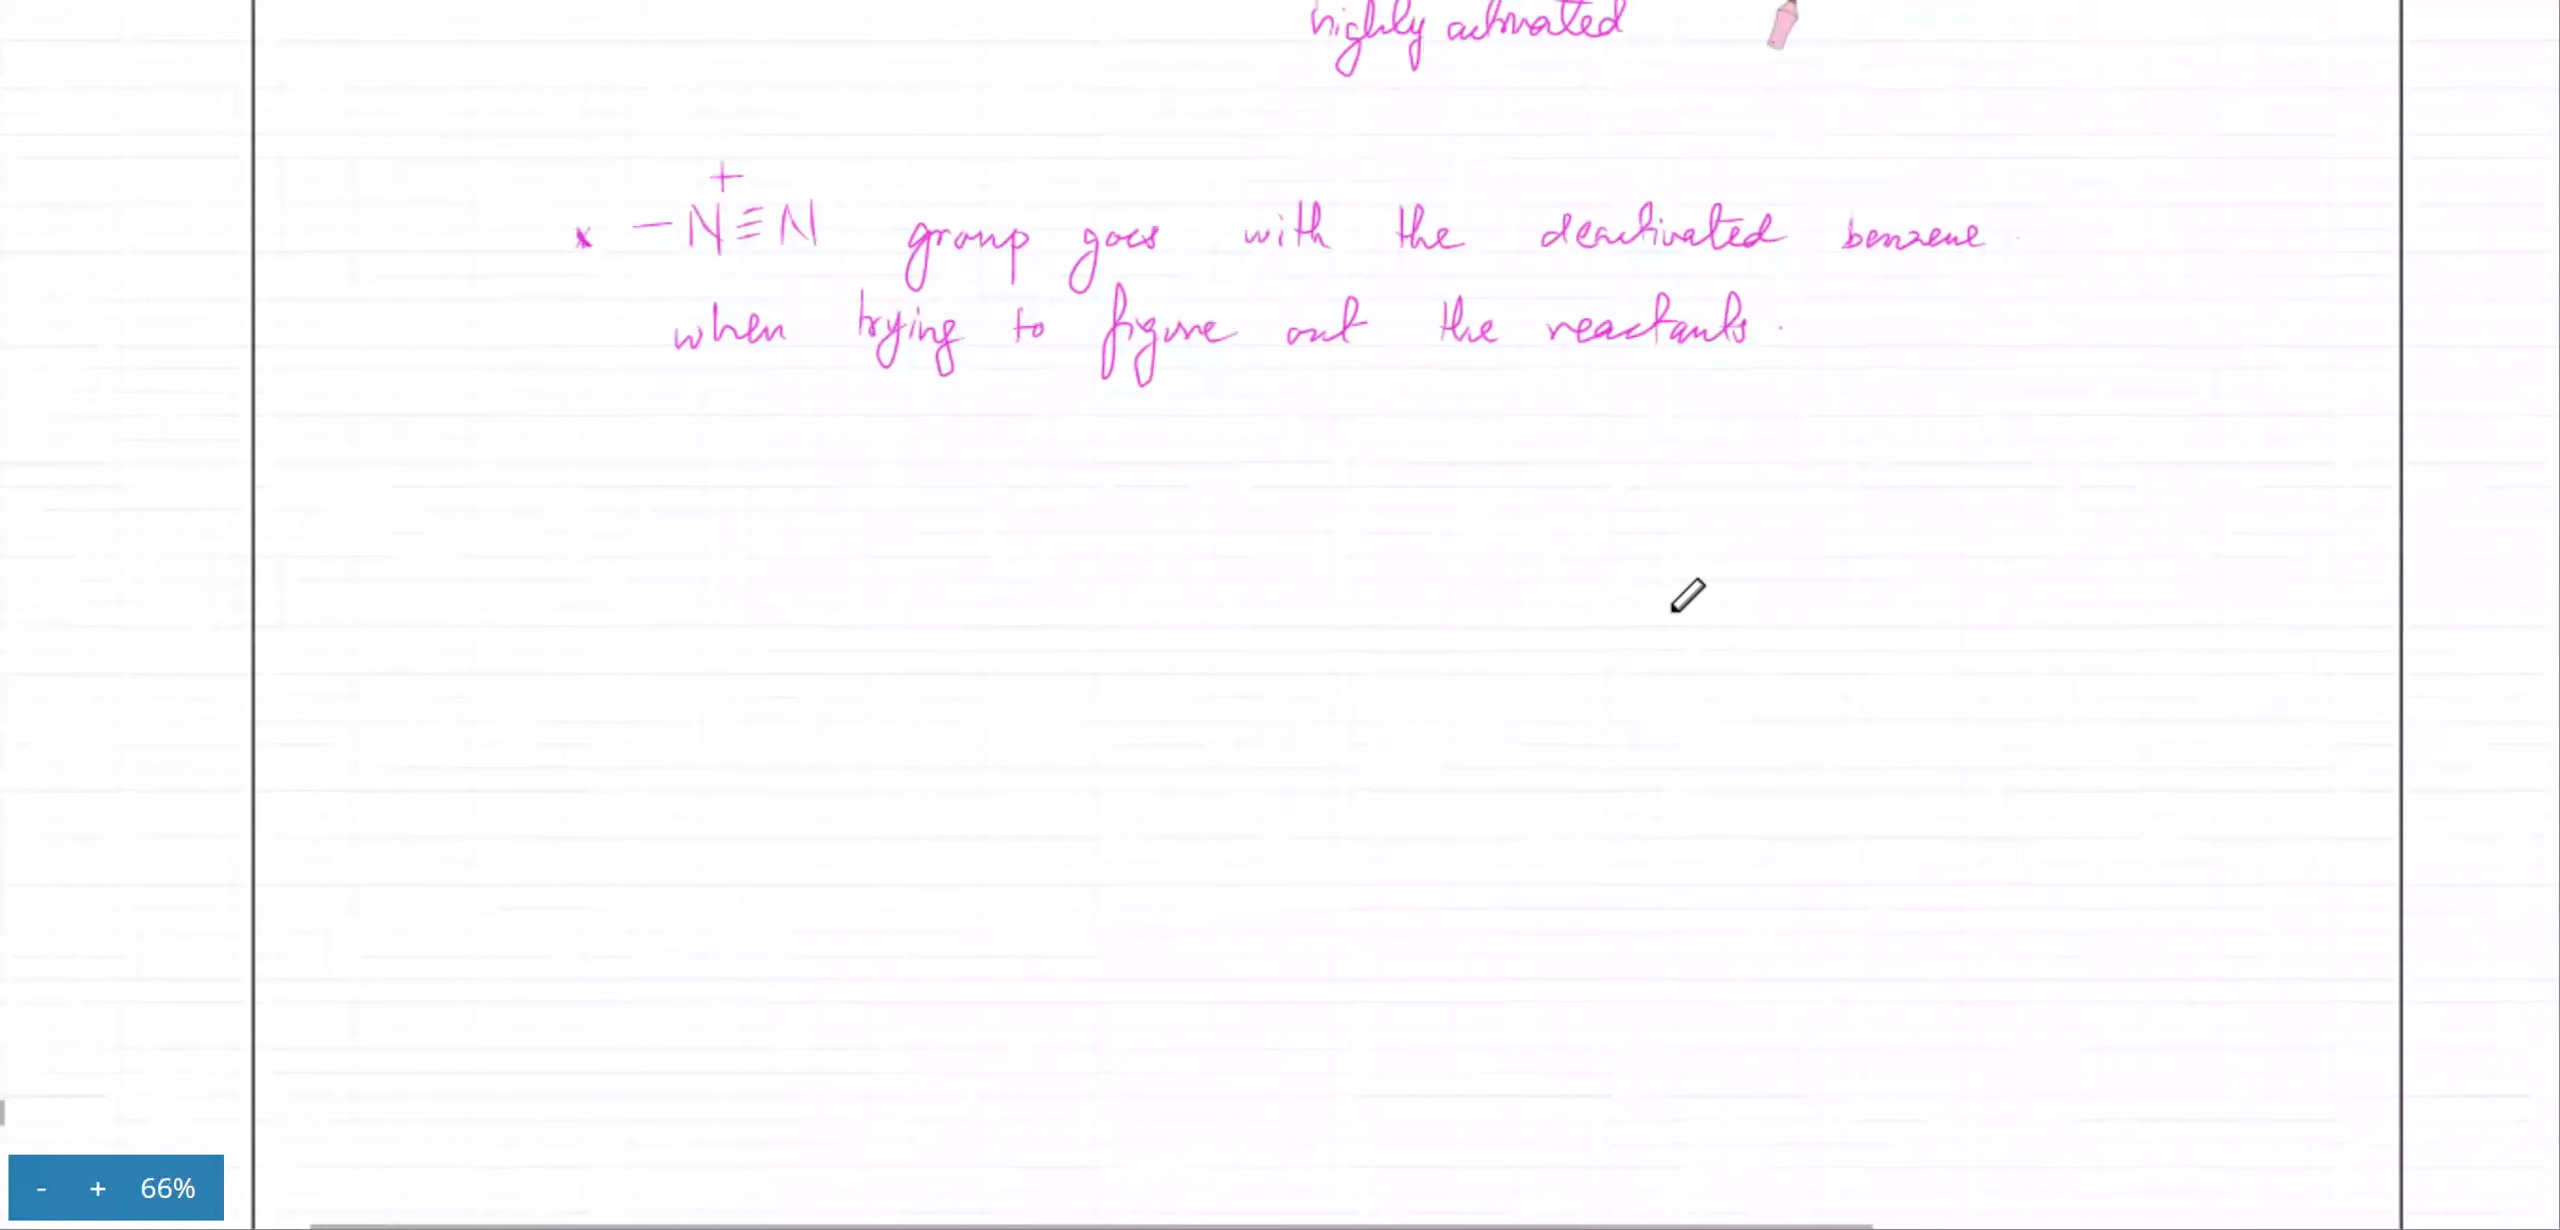 highly activated
+
x -N≡N group goes with the deactivated benzene
when trying to figure out the reactants.
- + 66%